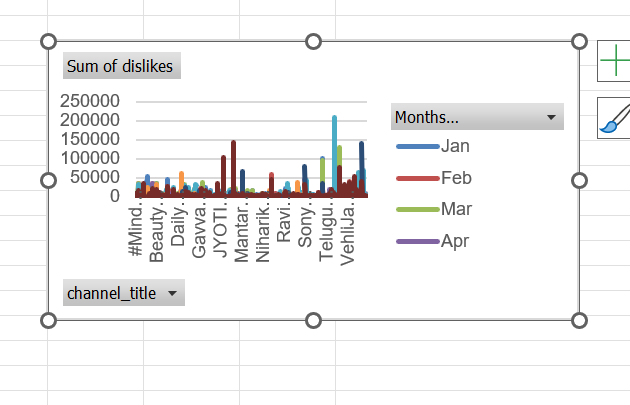 Sum of dislikes
250000
200000
150000
100000
50000
0
#Mind.
Beauty.
Daily.
Gavva.
JYOTI
Mantar..
Niharik..
Ravi.
Sony.
Telugu.
VehliJa..
Months...
Jan
Feb
Mar
Apr
channel_title